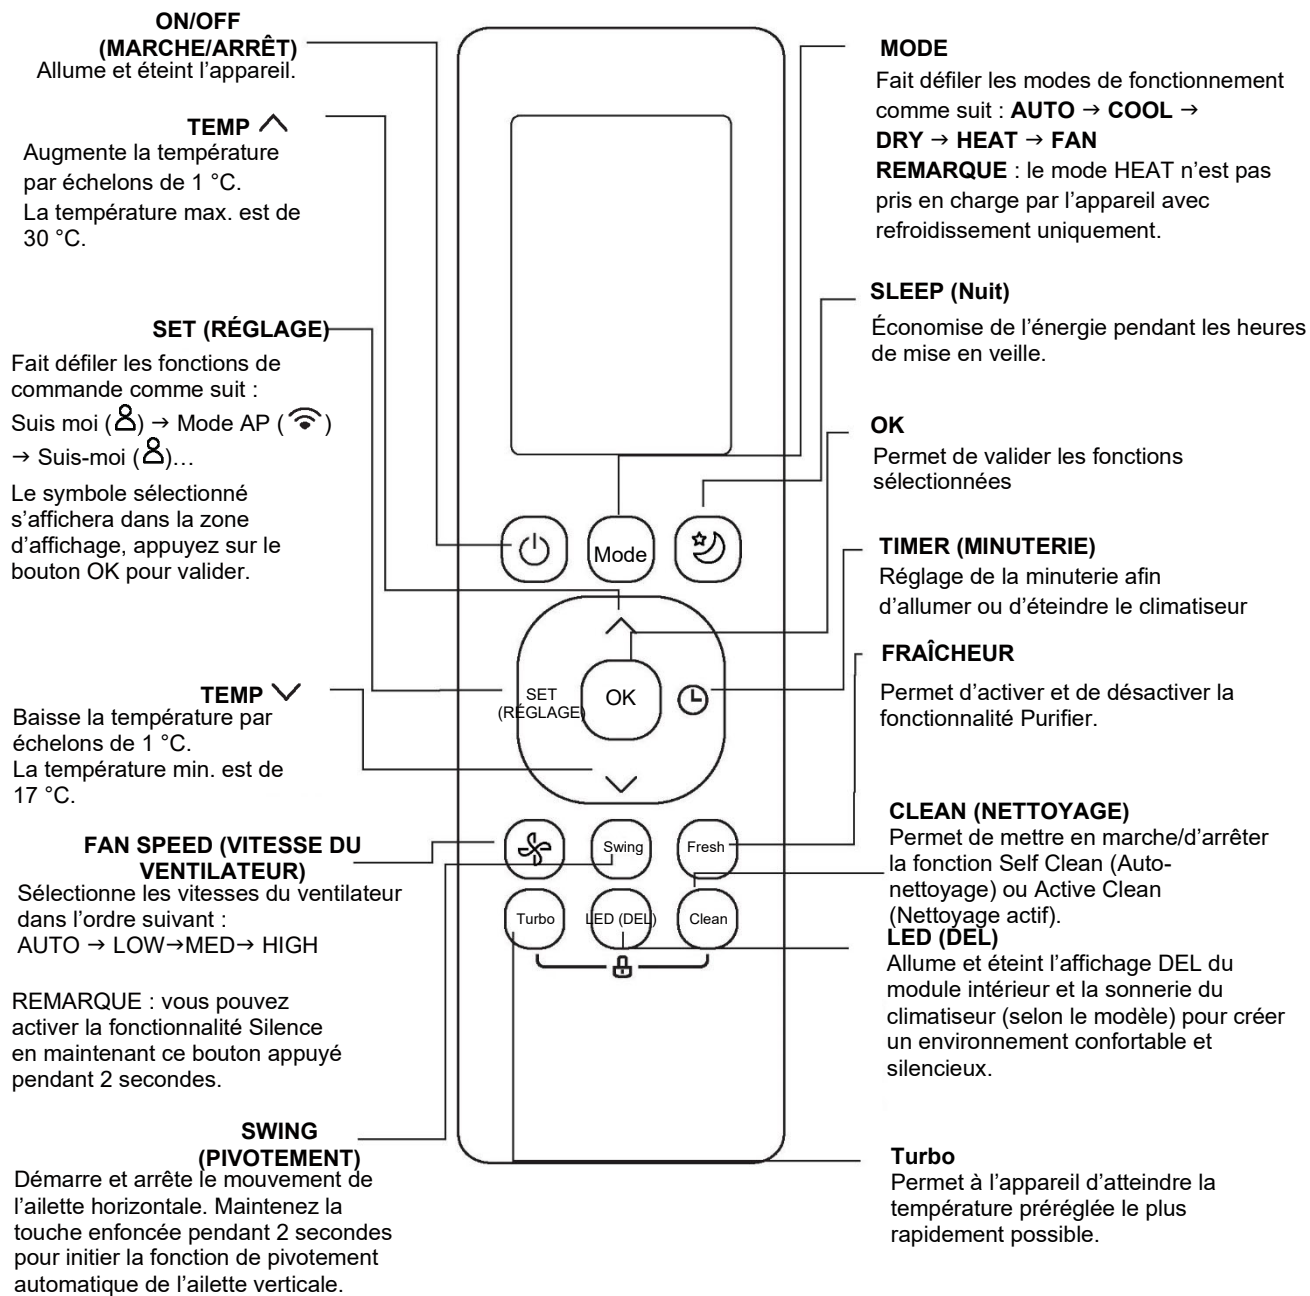 ON/OFF
(MARCHE/ARRÊT)
Allume et éteint l’appareil.
TEMP
Augmente la température
par échelons de 1 °C.
La température max. est de
30 °C.
SET (RÉGLAGE)
Fait défiler les fonctions de
commande comme suit :
Suis moi ( ) → Mode AP ( )
→ Suis-moi ( )…
Le symbole sélectionné
s’affichera dans la zone
d’affichage, appuyez sur le
bouton OK pour valider.
TEMP
Baisse la température par
échelons de 1 °C.
La température min. est de
17 °C.
FAN SPEED (VITESSE DU
VENTILATEUR)
Sélectionne les vitesses du ventilateur
dans l’ordre suivant :
AUTO → LOW→MED→ HIGH
REMARQUE : vous pouvez
activer la fonctionnalité Silence
en maintenant ce bouton appuyé
pendant 2 secondes.
SWING
(PIVOTEMENT)
Démarre et arrête le mouvement de
l’ailette horizontale. Maintenez la
touche enfoncée pendant 2 secondes
pour initier la fonction de pivotement
automatique de l’ailette verticale.
Mode
SET
(RÉGLAGE)
OK
Swing
Fresh
Turbo
LED (DEL)
Clean
MODE
Fait défiler les modes de fonctionnement
comme suit : AUTO → COOL →
DRY → HEAT → FAN
REMARQUE : le mode HEAT n’est pas
pris en charge par l’appareil avec
refroidissement uniquement.
SLEEP (Nuit)
Économise de l’énergie pendant les heures
de mise en veille.
OK
Permet de valider les fonctions
sélectionnées
TIMER (MINUTERIE)
Réglage de la minuterie afin
d’allumer ou d’éteindre le climatiseur
FRAÎCHEUR
Permet d’activer et de désactiver la
fonctionnalité Purifier.
CLEAN (NETTOYAGE)
Permet de mettre en marche/d’arrêter
la fonction Self Clean (Auto-
nettoyage) ou Active Clean
(Nettoyage actif).
LED (DEL)
Allume et éteint l’affichage DEL du
module intérieur et la sonnerie du
climatiseur (selon le modèle) pour créer
un environnement confortable et
silencieux.
Turbo
Permet à l’appareil d’atteindre la
température préréglée le plus
rapidement possible.